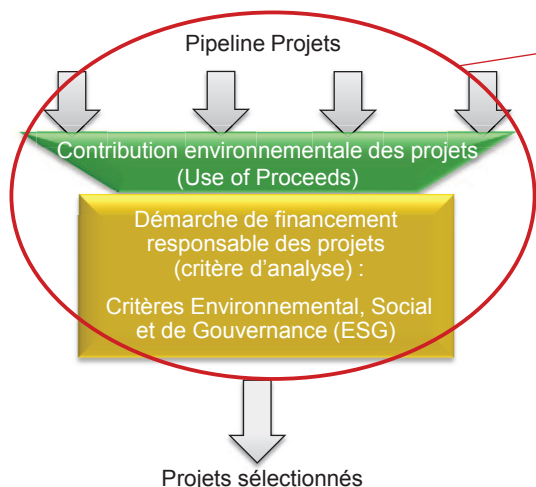 Pipeline Projets
Contribution environnementale des projets
(Use of Proceeds)
Démarche de financement
responsable des projets
(critère d'analyse) :
Critères Environnemental, Social
et de Gouvernance (ESG)
Projets sélectionnés